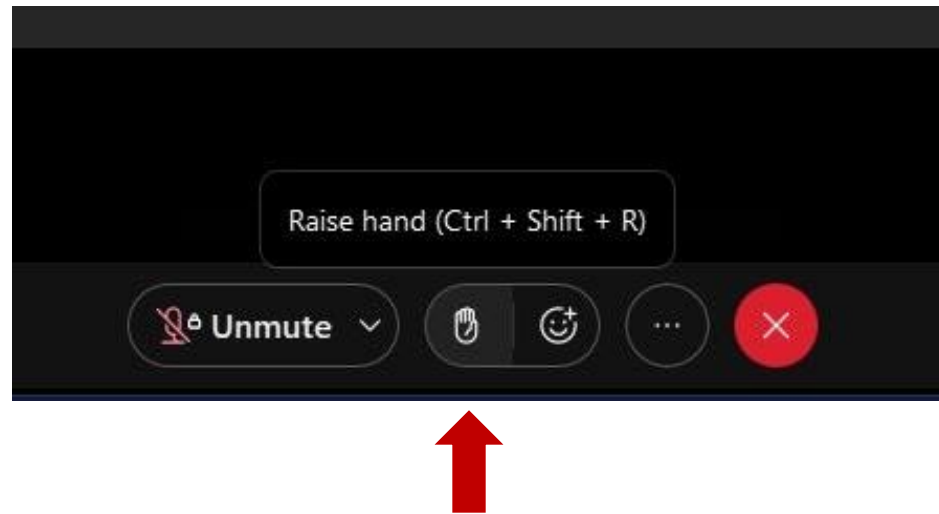 Raise hand (Ctrl + Shift + R)
Unmute